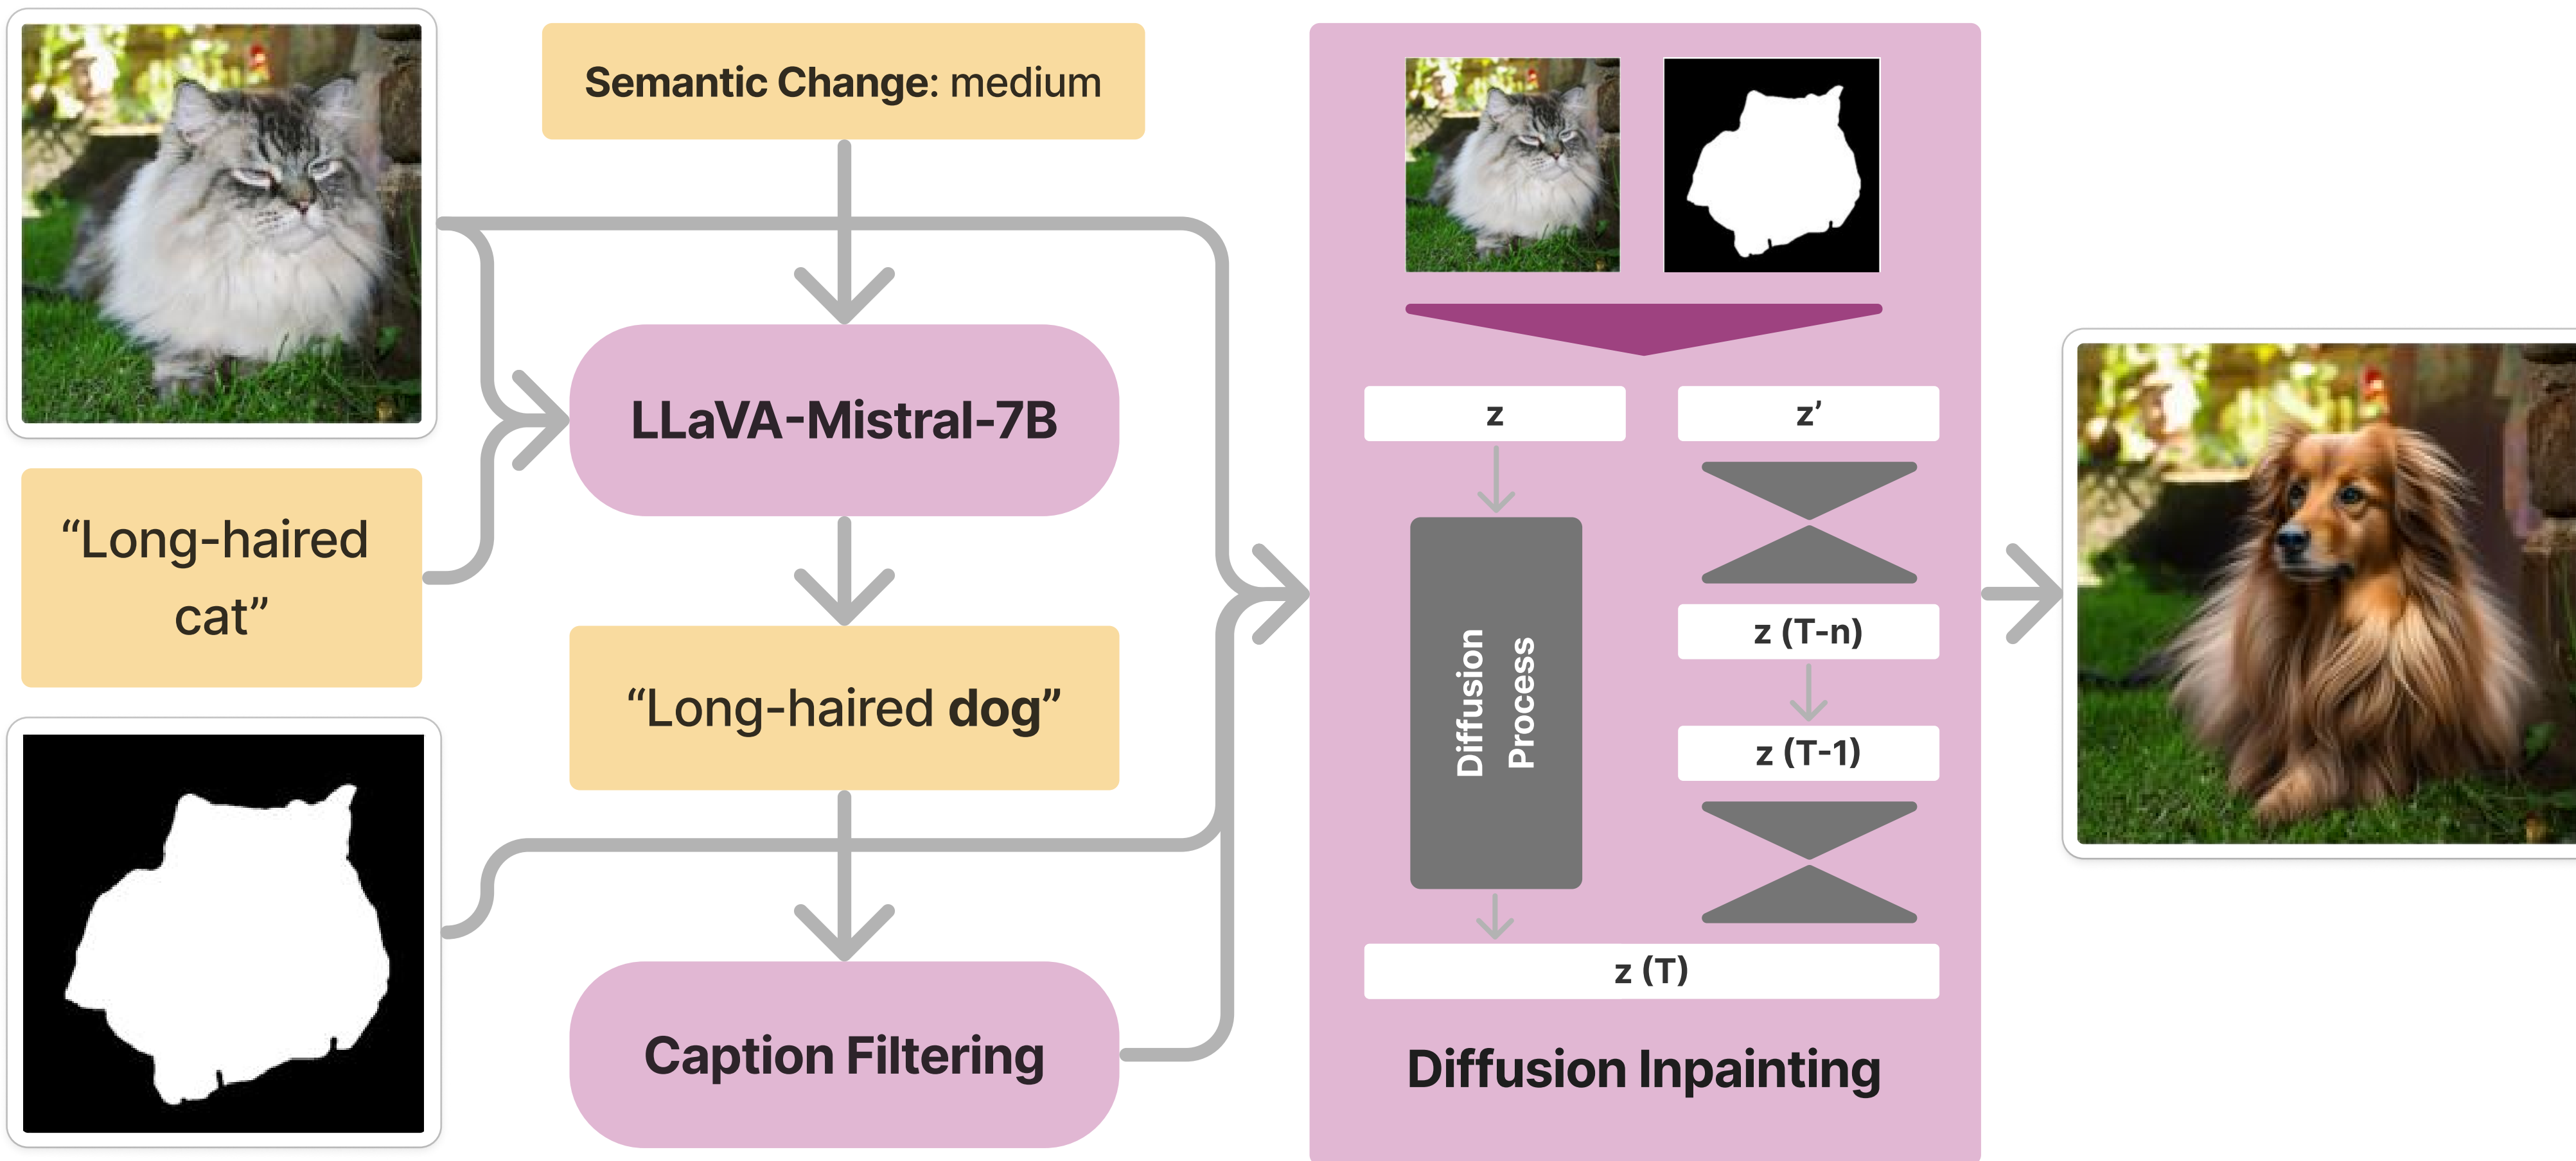 Semantic Change: medium
LLaVA-Mistral-7B
“Long-haired
cat”
“Long-haired dog”
Caption Filtering
z
z’
Diffusion
Process
z (T-n)
z (T-1)
z (T)
Diffusion Inpainting